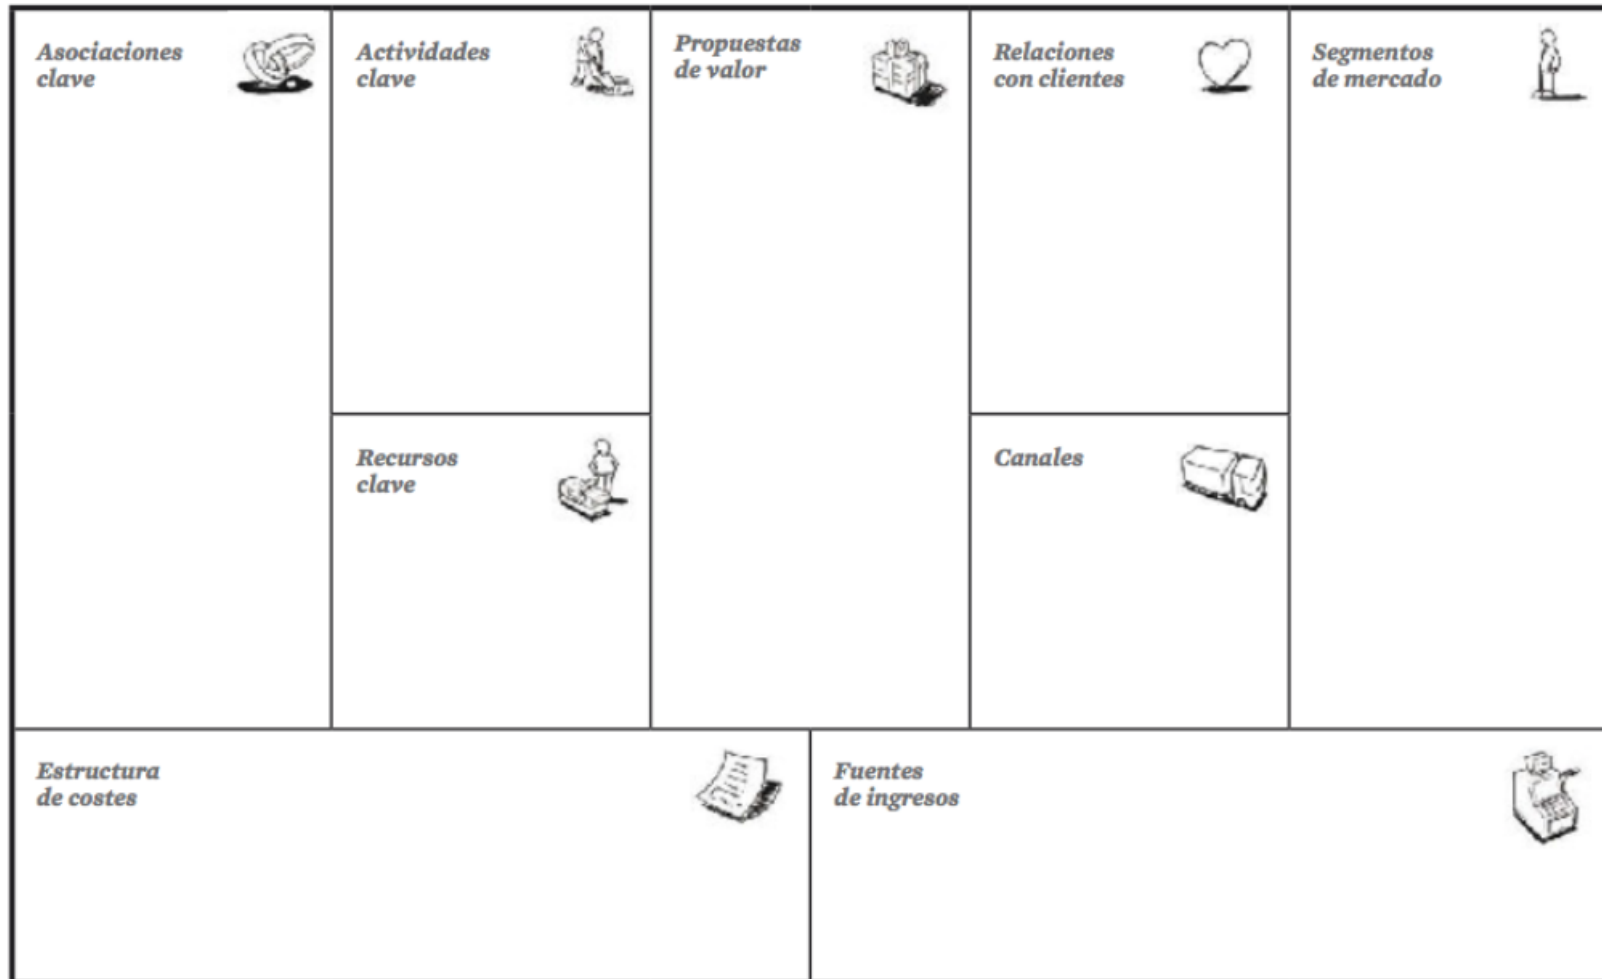 Asociaciones
clave
Actividades
clave
Propuestas
de valor
Relaciones
con clientes
Segmentos
de mercado
Recursos
clave
Canales
Estructura
de costes
Fuentes
de ingresos